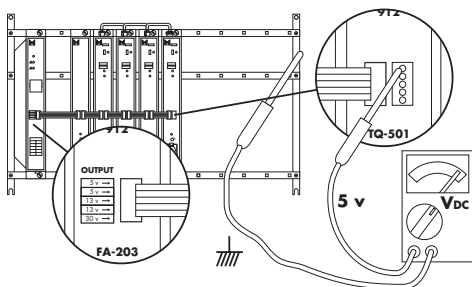 912
TQ-501
912
OUTPUT
5 v →
5 v →
13 v →
13 v →
30 v →
FA-203
5 v
VDC